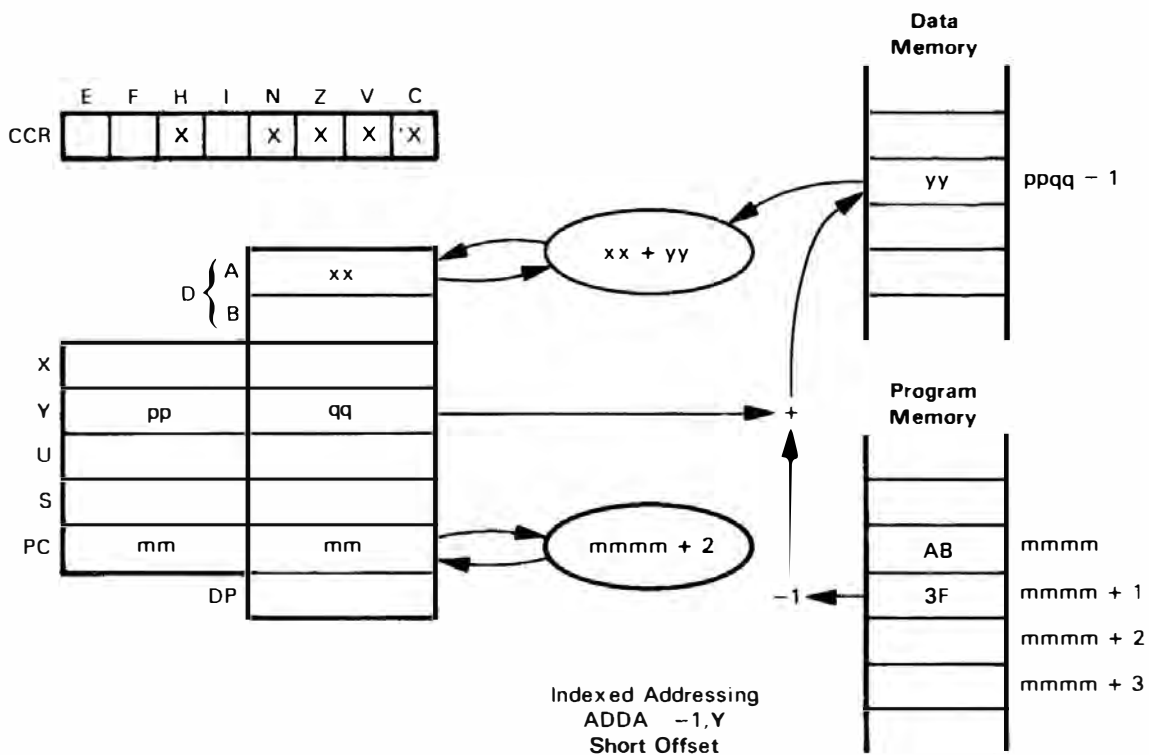 Data
Memory
E F H I N Z V C
CCR X X X X X
yy ppqq − 1
xx + yy
D { A xx
B
X
Y pp qq +
Program
Memory
U
S
PC mm mm mmmm + 2
AB mmmm
DP
−1 3F mmmm + 1
mmmm + 2
mmmm + 3
Indexed Addressing
ADDA −1,Y
Short Offset